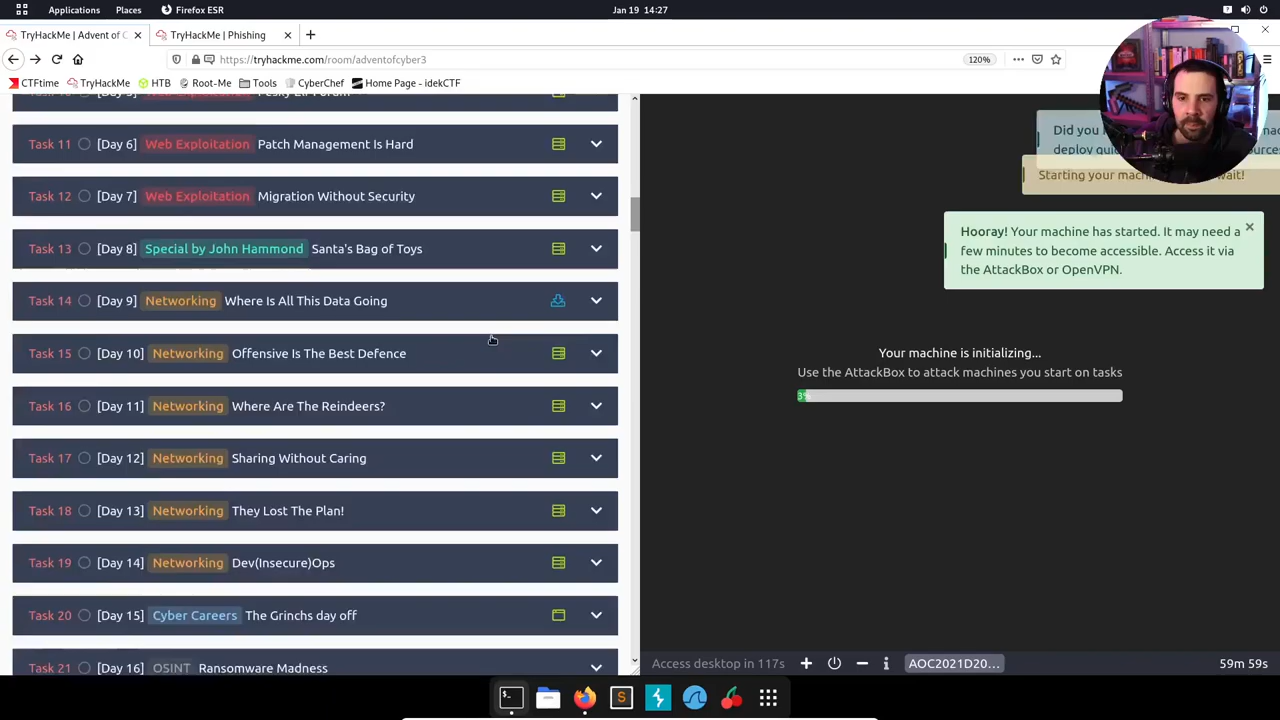 Applications Places Firefox ESR
Jan 19 14:27
TryHackMe | Advent of C
TryHackMe | Phishing
https://tryhackme.com/room/adventofcyber3
120%
CTFtime TryHackMe HTB Root-Me Tools CyberChef Home Page - idekCTF
Task 11 [Day 6] Web Exploitation Patch Management Is Hard
Task 12 [Day 7] Web Exploitation Migration Without Security
Task 13 [Day 8] Special by John Hammond Santa's Bag of Toys
Task 14 [Day 9] Networking Where Is All This Data Going
Task 15 [Day 10] Networking Offensive Is The Best Defence
Task 16 [Day 11] Networking Where Are The Reindeers?
Task 17 [Day 12] Networking Sharing Without Caring
Task 18 [Day 13] Networking They Lost The Plan!
Task 19 [Day 14] Networking Dev(Insecure)Ops
Task 20 [Day 15] Cyber Careers The Grinchs day off
Task 21 [Day 16] OSINT Ransomware Madness
Did you
deploy
Starting your wait!
Hooray! Your machine has started. It may need a
few minutes to become accessible. Access it via
the AttackBox or OpenVPN.
Your machine is initializing...
Use the AttackBox to attack machines you start on tasks
3%
Access desktop in 117s
AOC2021D20...
59m 59s